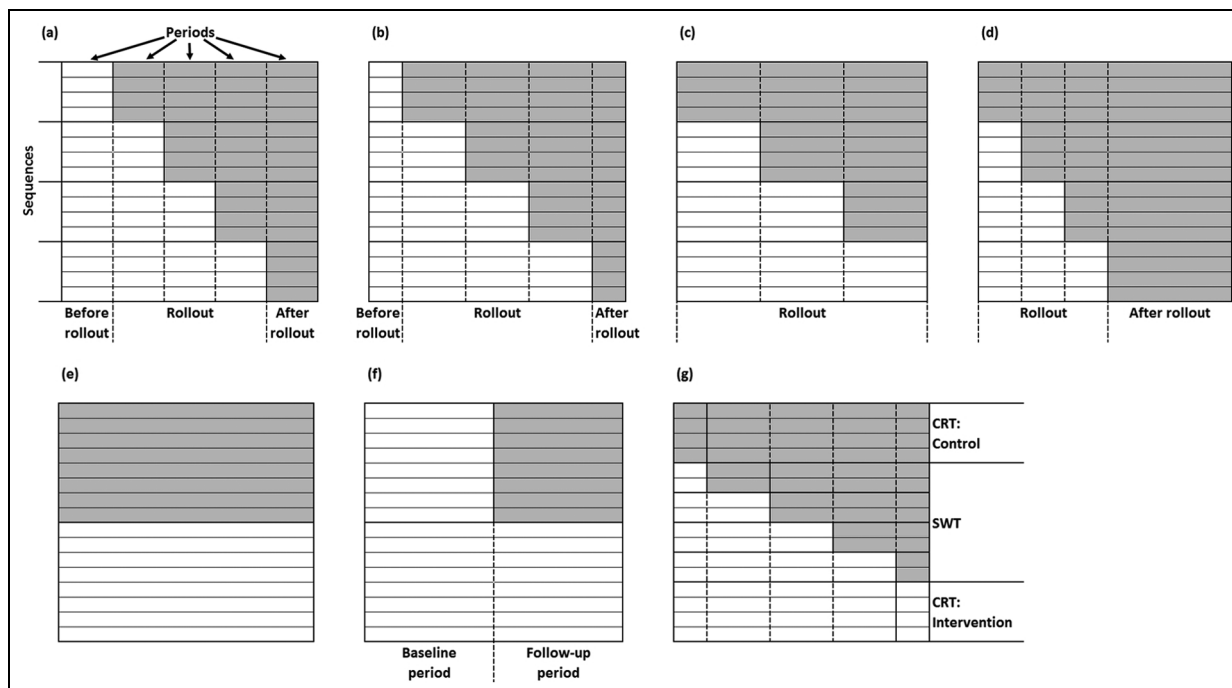 (a)
Periods
(b)
(c)
(d)
Sequences
Before
rollout
Rollout
After
rollout
Before
rollout
Rollout
After
rollout
Rollout
Rollout
After rollout
(e)
(f)
(g)
CRT:
Control
SWT
CRT:
Intervention
Baseline
period
Follow-up
period